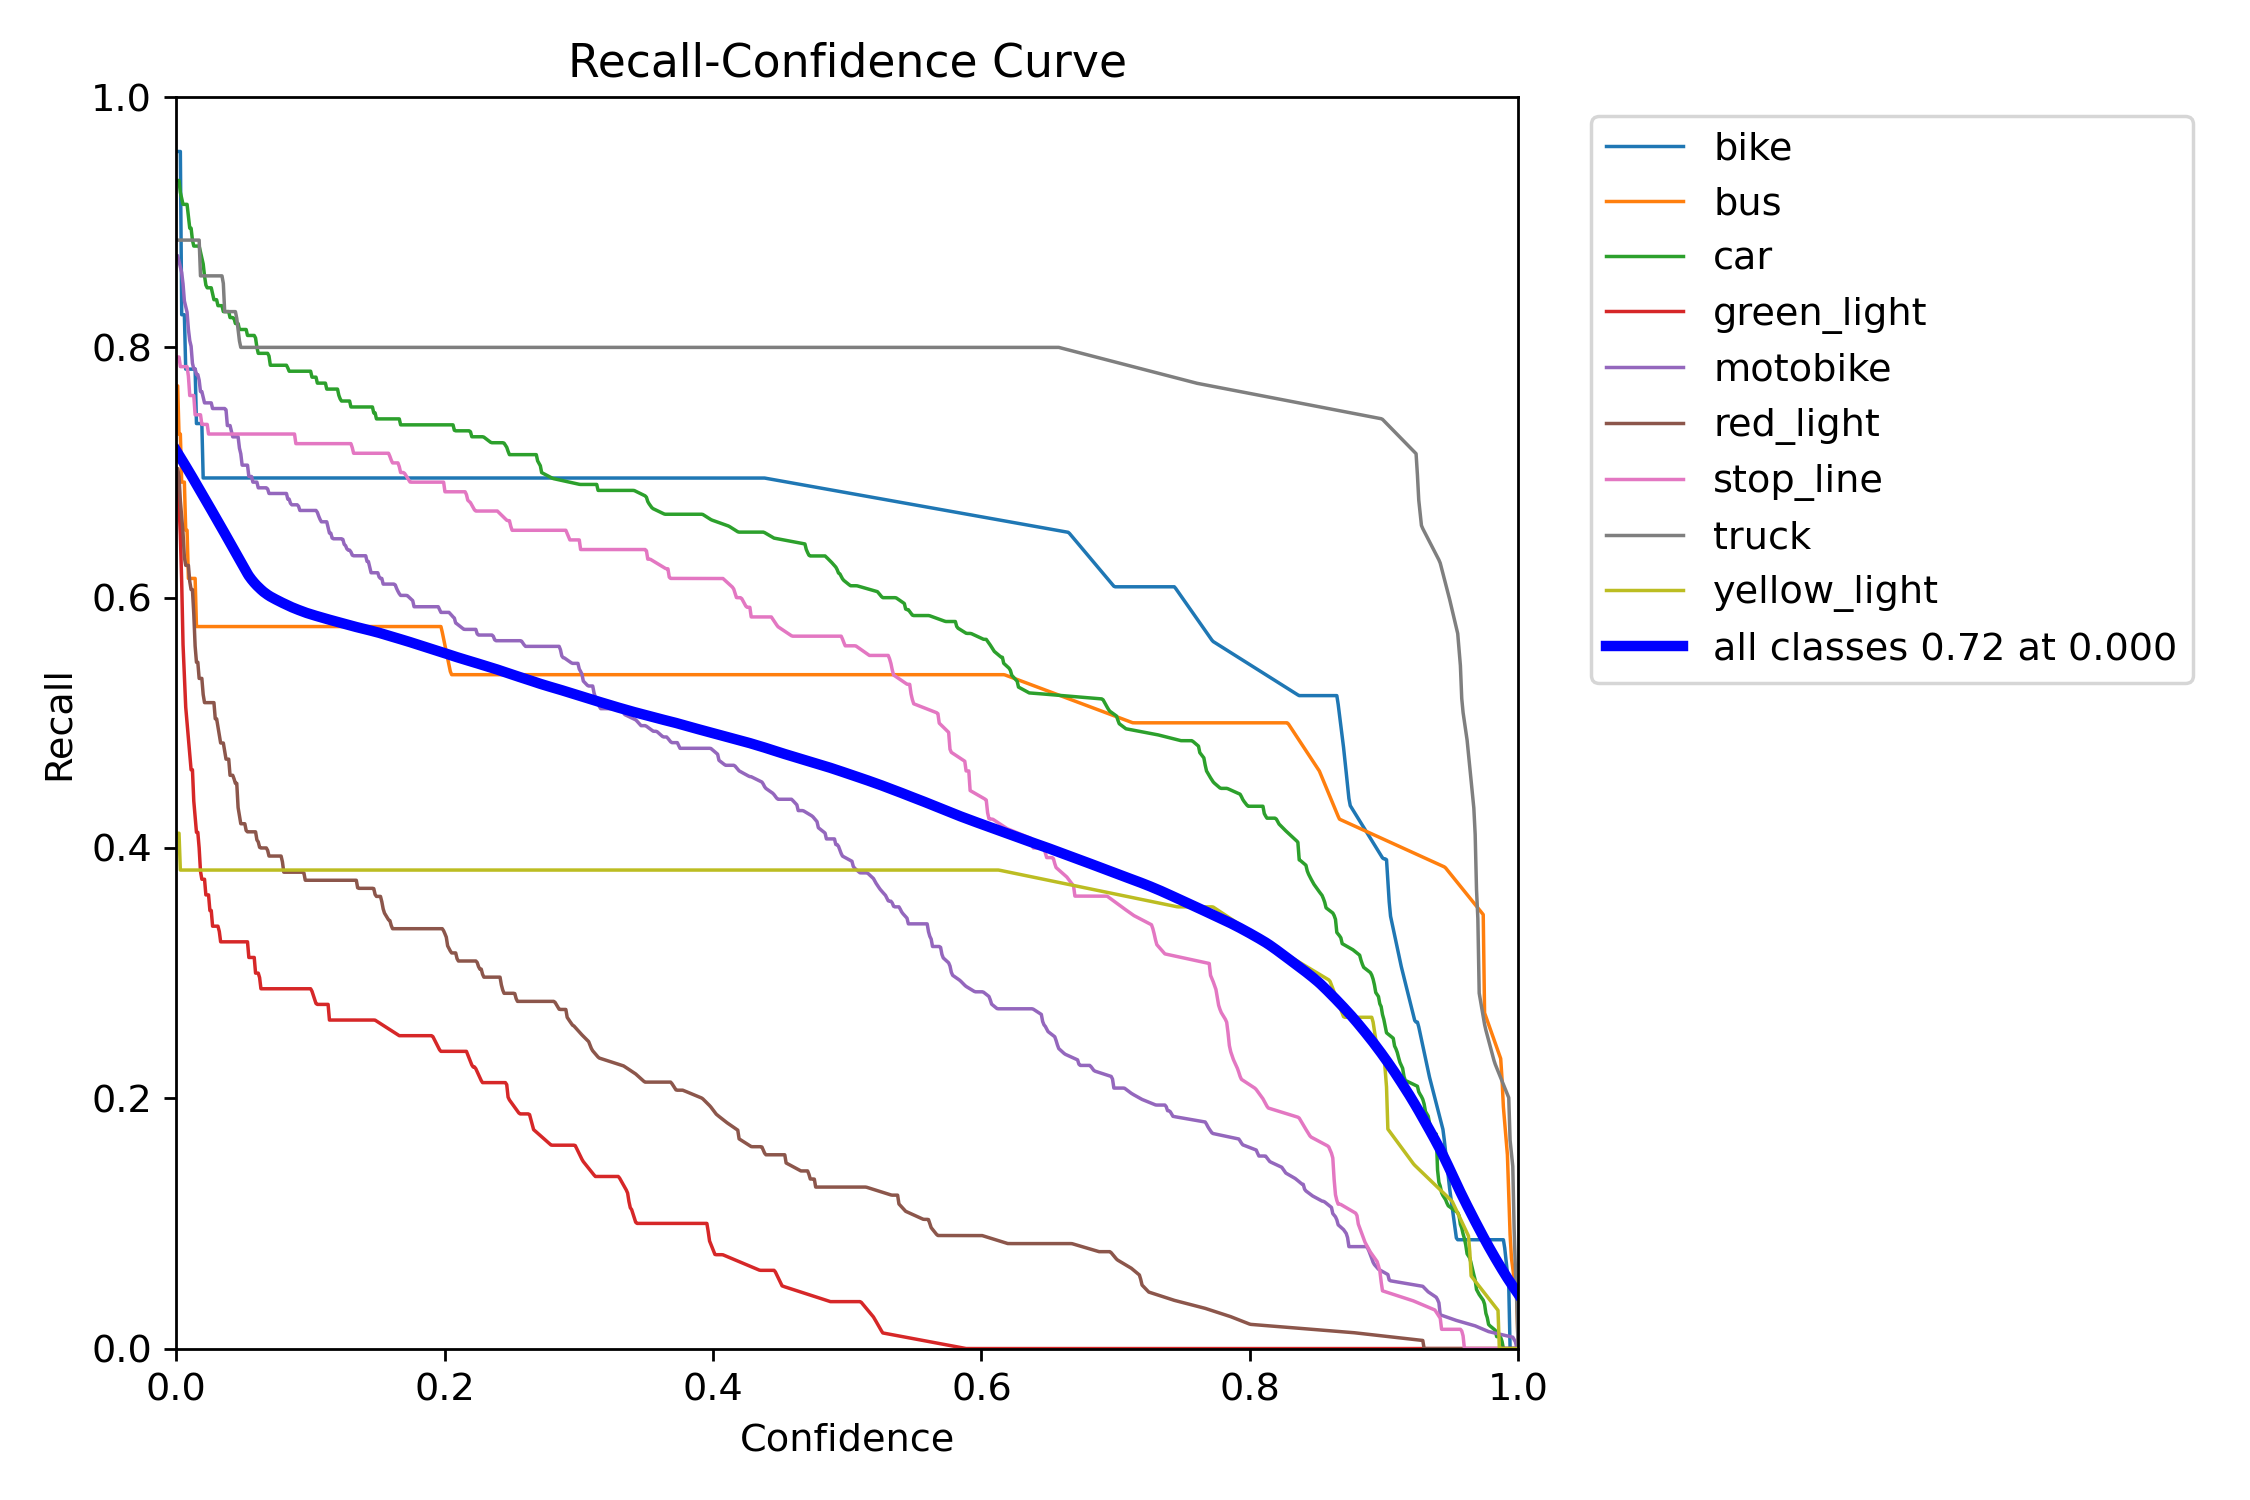 Recall-Confidence Curve
1.0
0.8
0.6
0.4
0.2
0.0
Recall
0.0 0.2 0.4 0.6 0.8 1.0
Confidence
bike
bus
car
green_light
motobike
red_light
stop_line
truck
yellow_light
all classes 0.72 at 0.000